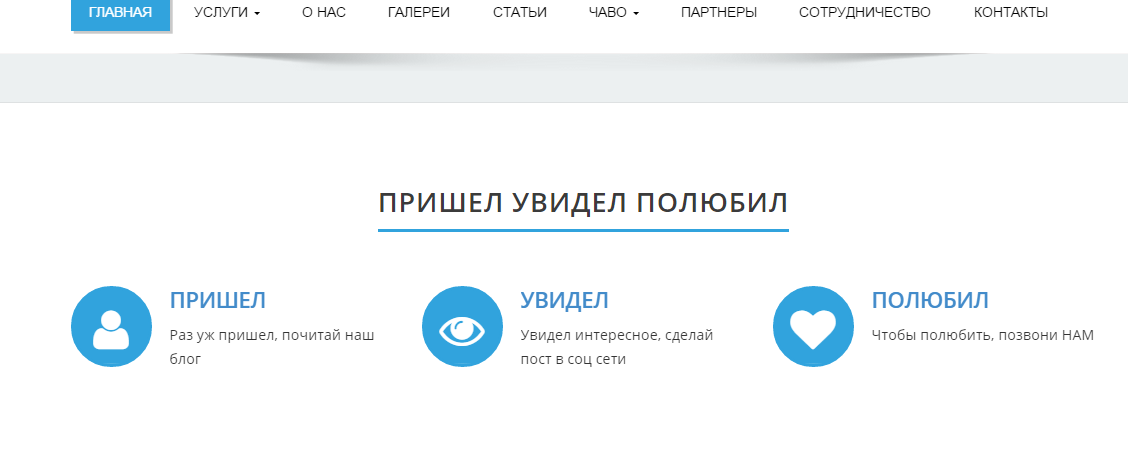 ГЛАВНАЯ УСЛУГИ О НАС ГАЛЕРЕИ СТАТЬИ ЧАВО ПАРТНЕРЫ СОТРУДНИЧЕСТВО КОНТАКТЫ
ПРИШЕЛ УВИДЕЛ ПОЛЮБИЛ
ПРИШЕЛ
Раз уж пришел, почитай наш
блог
УВИДЕЛ
Увидел интересное, сделай
пост в соц сети
ПОЛЮБИЛ
Чтобы полюбить, позвони НАМ